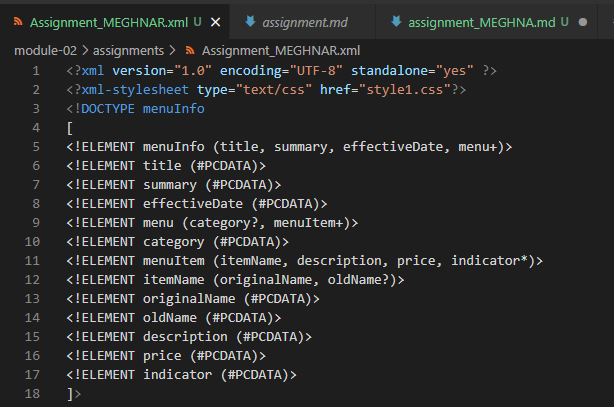 Assignment_MEGHNAR.xml U × assignment.md assignment_MEGHNA.md U ●
module-02 > assignments > Assignment_MEGHNAR.xml
1 <?xml version="1.0" encoding="UTF-8" standalone="yes" ?>
2 <?xml-stylesheet type="text/css" href="style1.css"?>
3 <!DOCTYPE menuInfo
4 [
5 <!ELEMENT menuInfo (title, summary, effectiveDate, menu+)>
6 <!ELEMENT title (#PCDATA)>
7 <!ELEMENT summary (#PCDATA)>
8 <!ELEMENT effectiveDate (#PCDATA)>
9 <!ELEMENT menu (category?, menuItem+)>
10 <!ELEMENT category (#PCDATA)>
11 <!ELEMENT menuItem (itemName, description, price, indicator*)>
12 <!ELEMENT itemName (originalName, oldName?)>
13 <!ELEMENT originalName (#PCDATA)>
14 <!ELEMENT oldName (#PCDATA)>
15 <!ELEMENT description (#PCDATA)>
16 <!ELEMENT price (#PCDATA)>
17 <!ELEMENT indicator (#PCDATA)>
18 ]>